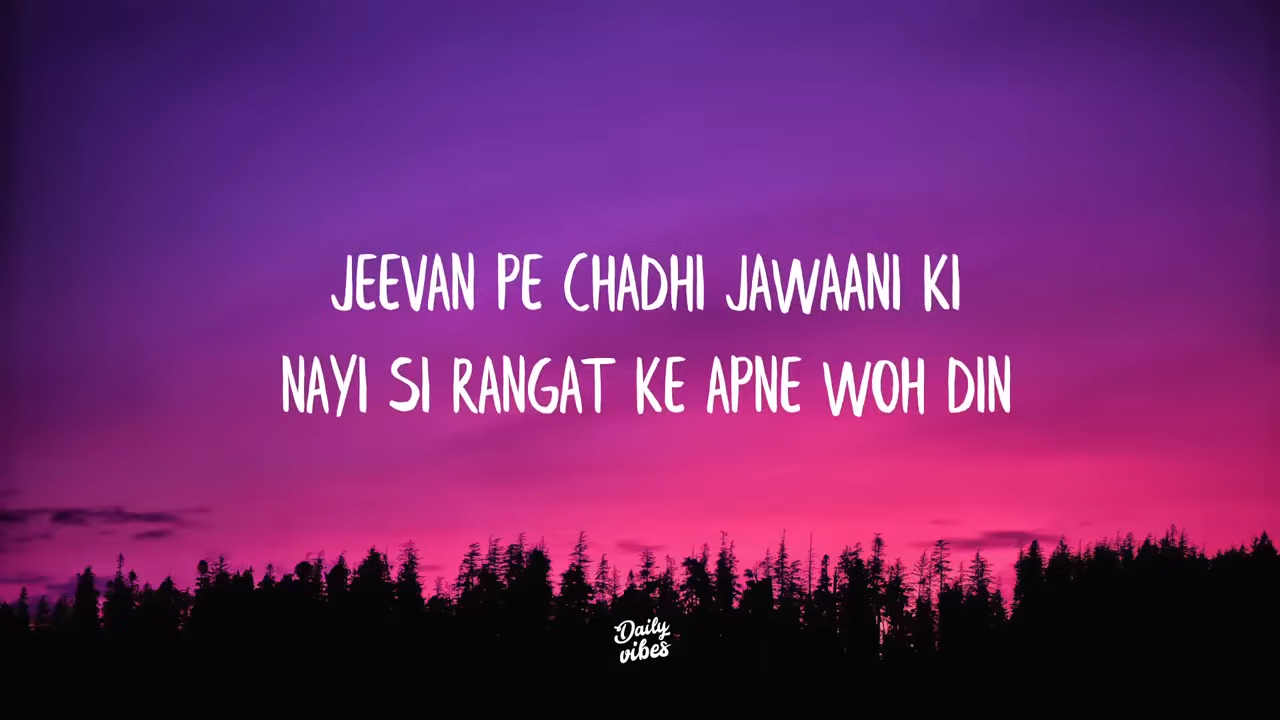 JEEVAN PE CHADHI JAWAANI KI
NAYI SI RANGAT KE APNE WOH DIN
Daily
vibes